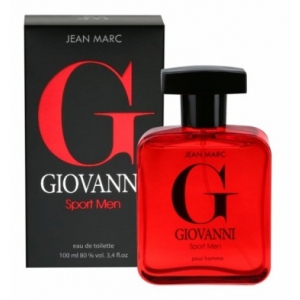 JEAN MARC
G
GIOVANNI
Sport Men
eau de toilette
100 ml 80 % vol. 3,4 fl.oz
JEAN MARC
G
GIOVANNI
Sport Men
pour homme